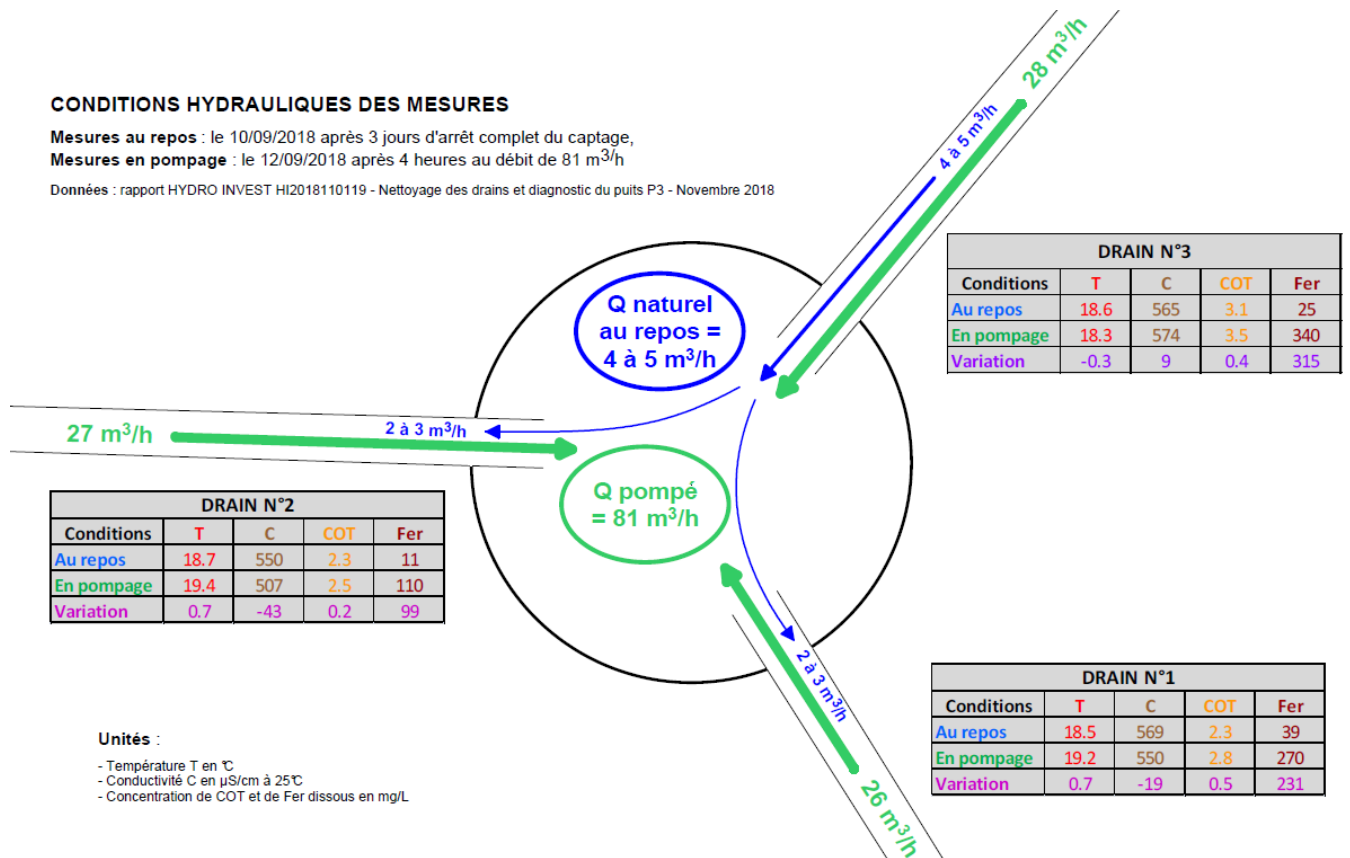 CONDITIONS HYDRAULIQUES DES MESURES
Mesures au repos : le 10/09/2018 après 3 jours d'arrêt complet du captage,
Mesures en pompage : le 12/09/2018 après 4 heures au débit de 81 m³/h
Données : rapport HYDRO INVEST HI2018110119 - Nettoyage des drains et diagnostic du puits P3 - Novembre 2018
28 m³/h
4 à 5 m³/h
DRAIN N°3
Conditions T C COT Fer
Au repos 18.6 565 3.1 25
En pompage 18.3 574 3.5 340
Variation -0.3 9 0.4 315
Q naturel
au repos =
4 à 5 m³/h
27 m³/h
2 à 3 m³/h
Q pompé
= 81 m³/h
DRAIN N°2
Conditions T C COT Fer
Au repos 18.7 550 2.3 11
En pompage 19.4 507 2.5 110
Variation 0.7 -43 0.2 99
2 à 3 m³/h
26 m³/h
DRAIN N°1
Conditions T C COT Fer
Au repos 18.5 569 2.3 39
En pompage 19.2 550 2.8 270
Variation 0.7 -19 0.5 231
Unités :
- Température T en °C
- Conductivité C en µS/cm à 25°C
- Concentration de COT et de Fer dissous en mg/L